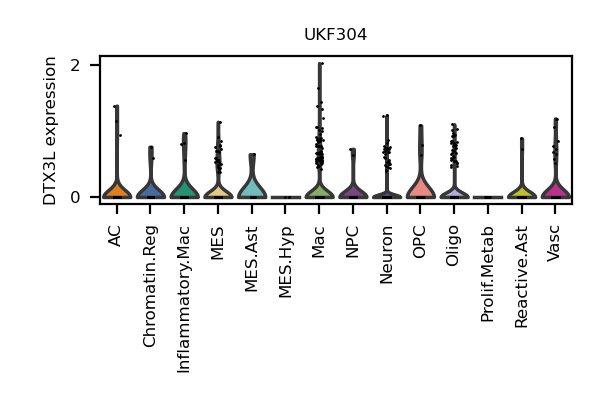 UKF304
DTX3L expression
2
0
AC
Chromatin.Reg
Inflammatory.Mac
MES
MES.Ast
MES.Hyp
Mac
NPC
Neuron
OPC
Oligo
Prolif.Metab
Reactive.Ast
Vasc